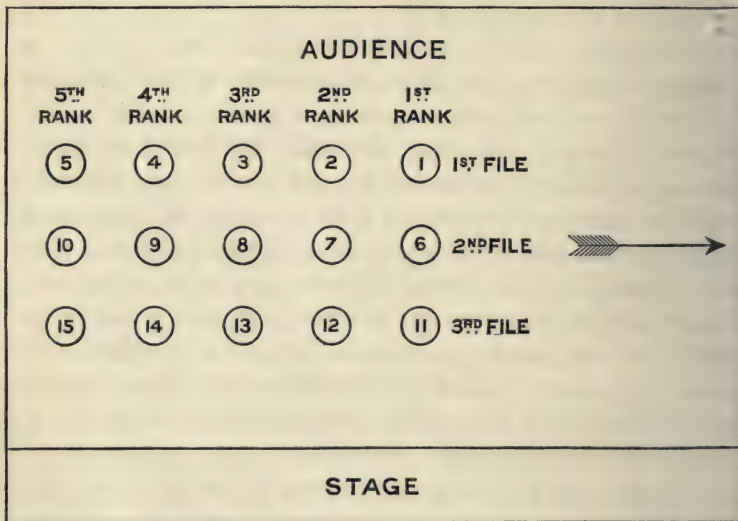 AUDIENCE
5TH 4TH 3RD 2ND 1ST
RANK RANK RANK RANK RANK
5 4 3 2 1 1ST FILE
10 9 8 7 6 2ND FILE
15 14 13 12 11 3RD FILE
STAGE